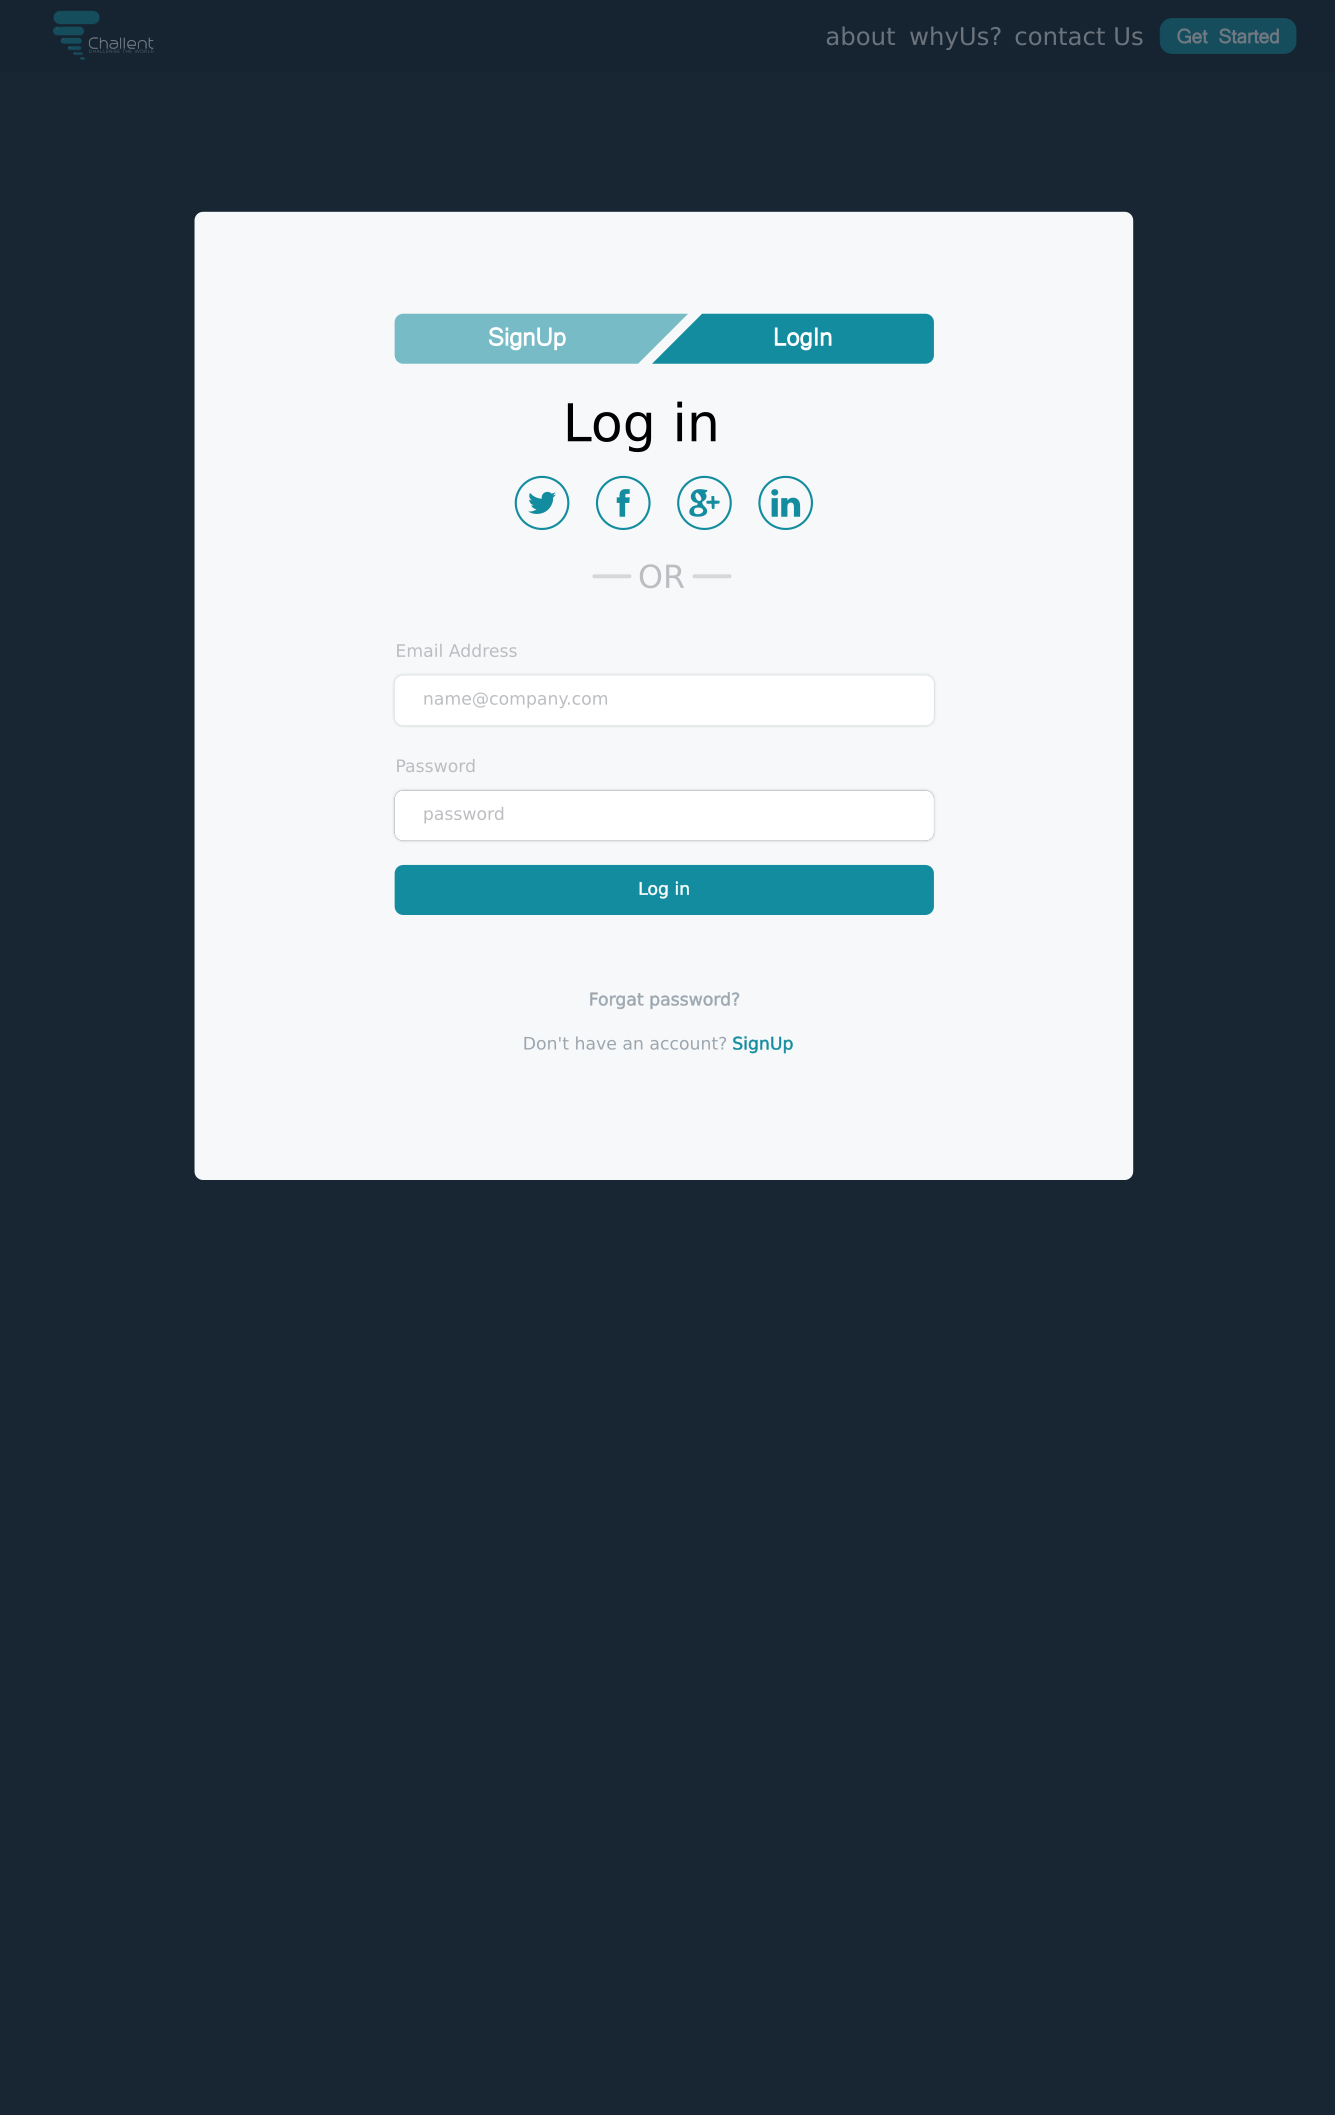 Challent
about whyUs? contact Us Get Started
SignUp LogIn
Log in
OR
Email Address
name@company.com
Password
password
Log in
Forgat password?
Don't have an account? SignUp